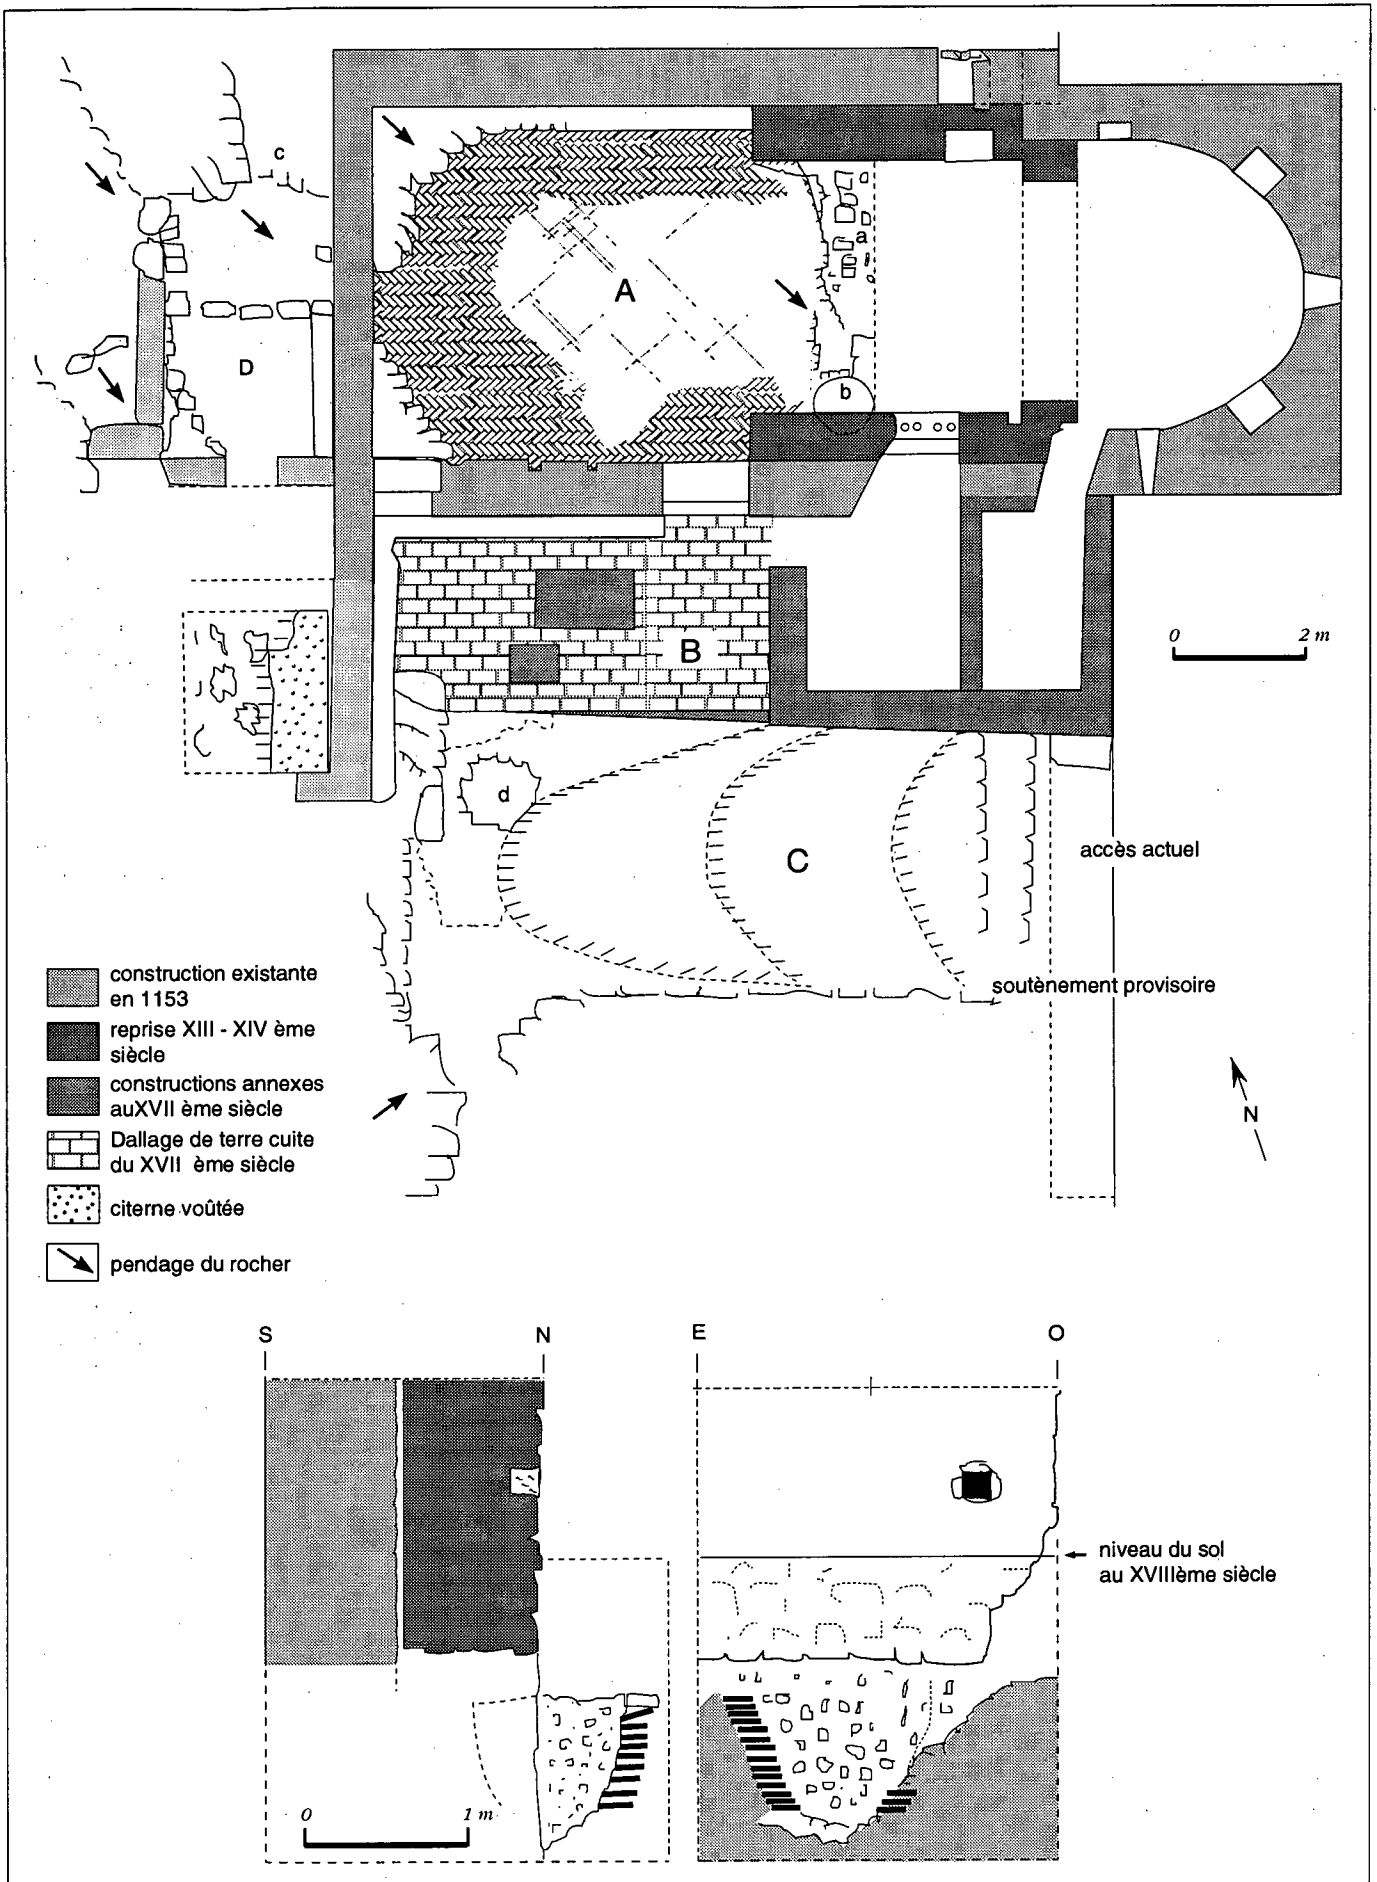 c
a
A
D
b
B
0 2 m
d
C
accès actuel
soutènement provisoire
N
construction existante
en 1153
reprise XIII - XIV ème
siècle
constructions annexes
auXVII ème siècle
Dallage de terre cuite
du XVII ème siècle
citerne voûtée
pendage du rocher
S N E O
niveau du sol
au XVIIIème siècle
0 1 m